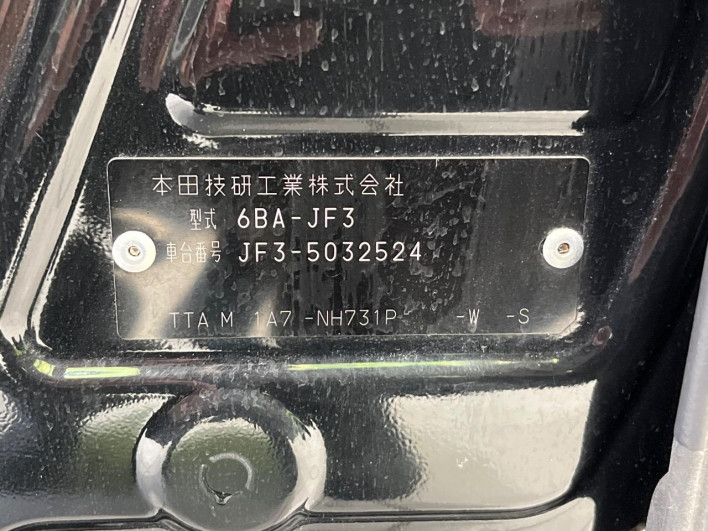 本田技研工業株式会社
型式 6BA-JF3
車台番号 JF3-5032524
TTA M 1A7 -NH731P- -W -S